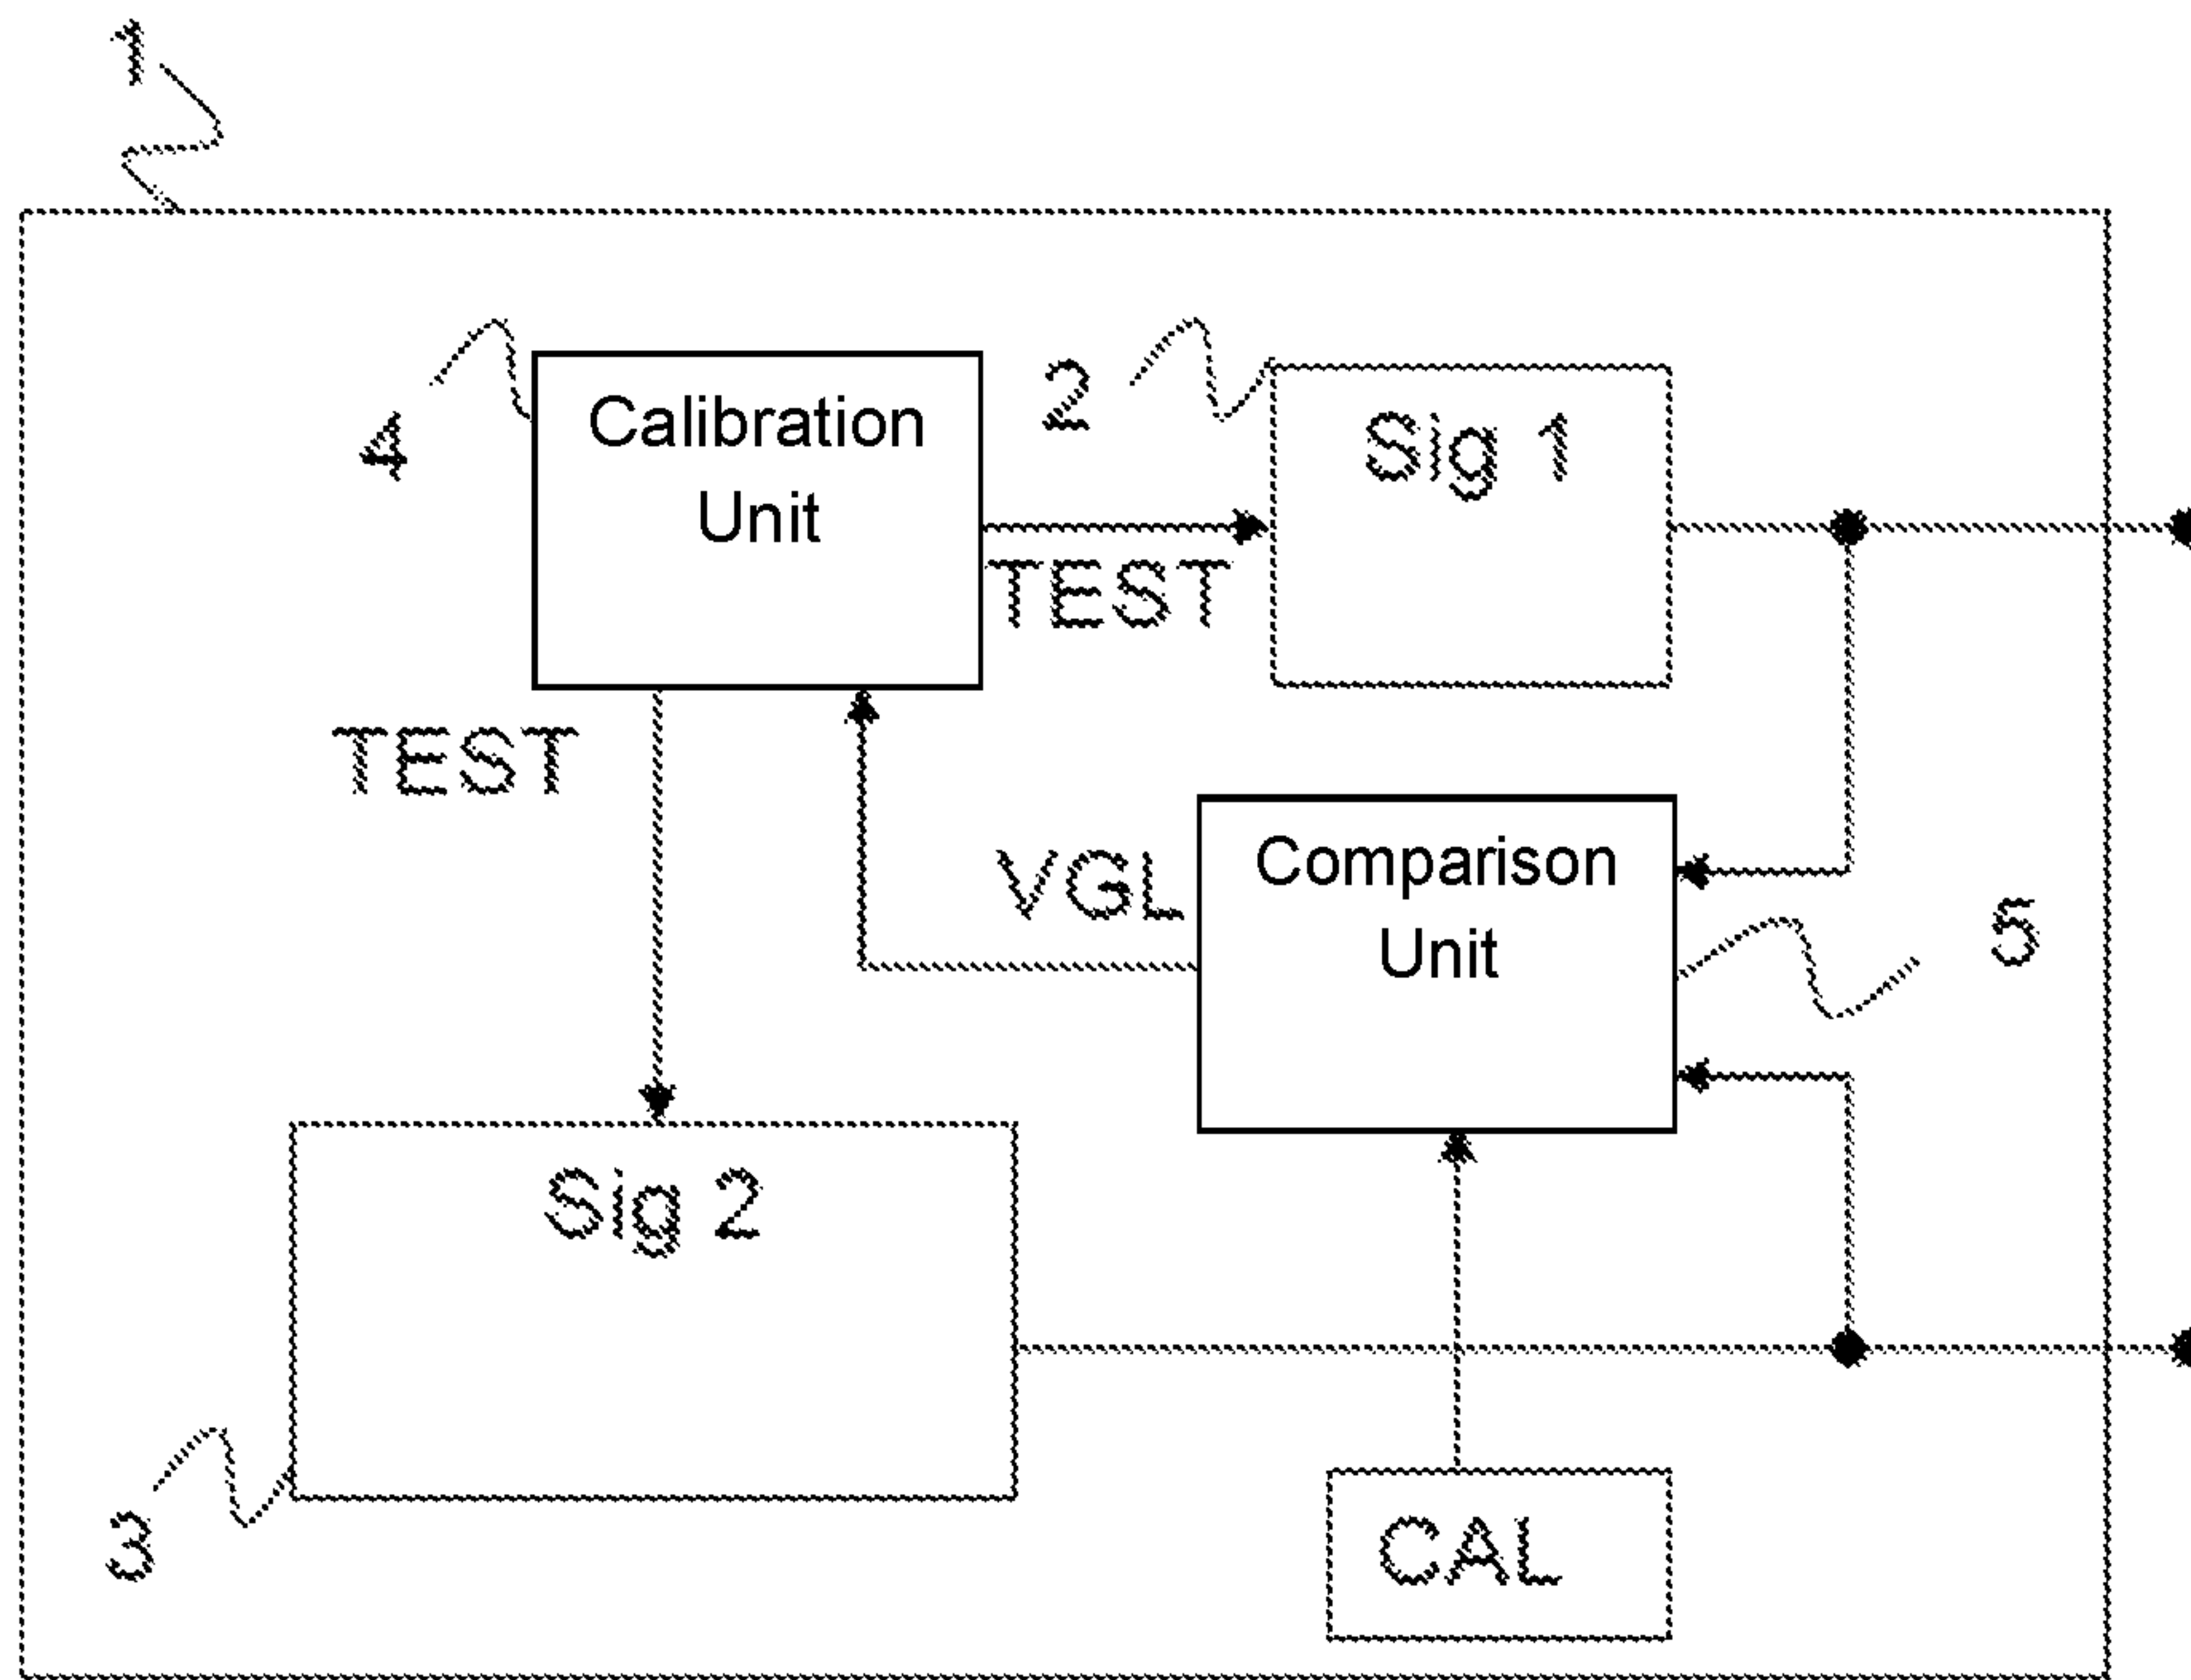 1
4
Calibration
Unit
2
Sig 1
TEST
TEST
VGL
Comparison
Unit
5
Sig 2
3
CAL